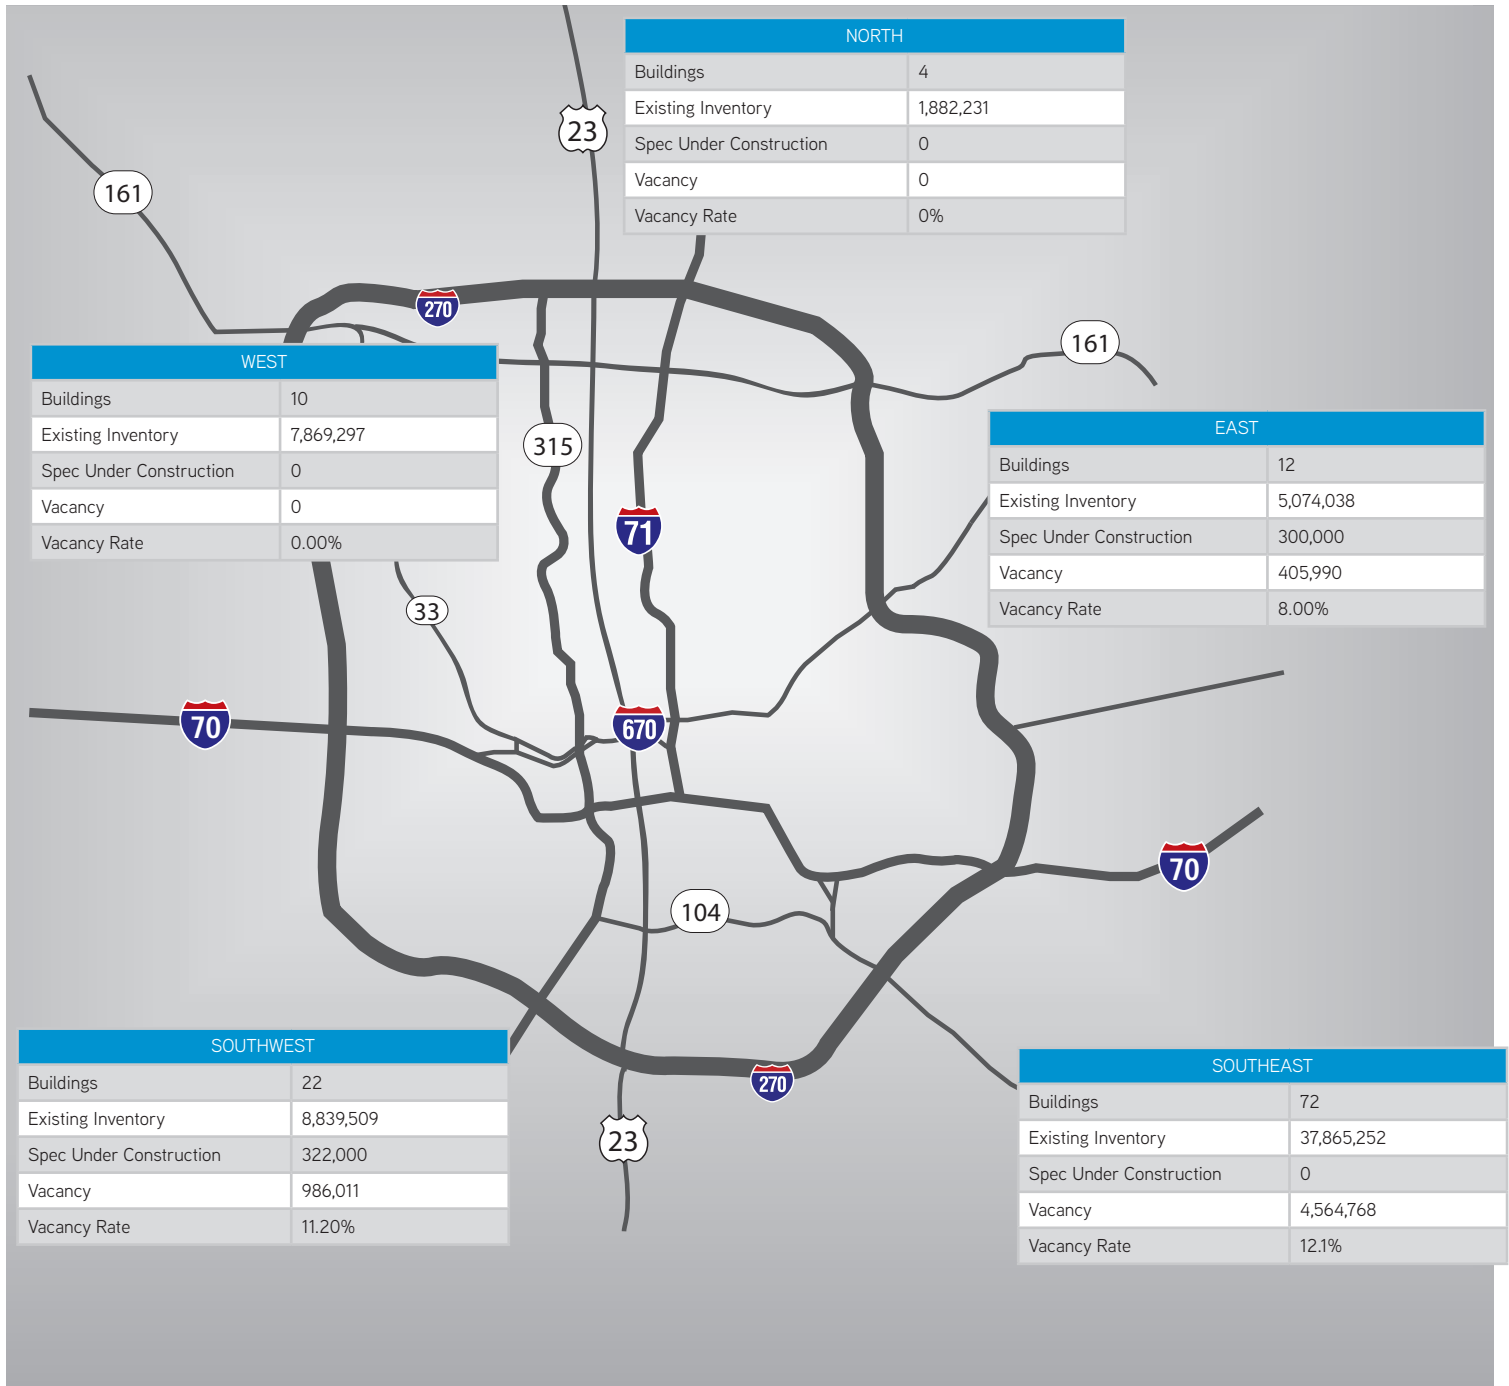 NORTH
Buildings 4
Existing Inventory 1,882,231
Spec Under Construction 0
Vacancy 0
Vacancy Rate 0%
23
161
270
161
WEST
Buildings 10
Existing Inventory 7,869,297
Spec Under Construction 0
Vacancy 0
Vacancy Rate 0.00%
315
71
EAST
Buildings 12
Existing Inventory 5,074,038
Spec Under Construction 300,000
Vacancy 405,990
Vacancy Rate 8.00%
33
70
670
70
104
SOUTHWEST
Buildings 22
Existing Inventory 8,839,509
Spec Under Construction 322,000
Vacancy 986,011
Vacancy Rate 11.20%
270
23
SOUTHEAST
Buildings 72
Existing Inventory 37,865,252
Spec Under Construction 0
Vacancy 4,564,768
Vacancy Rate 12.1%